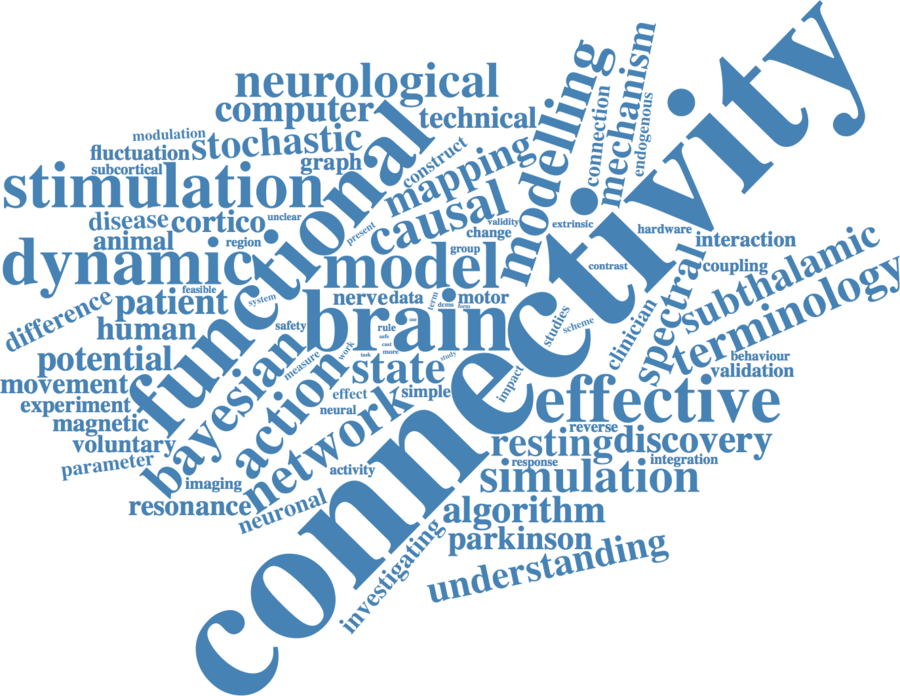 connectivity
functional
brain
model
dynamic
stimulation
effective
modelling
neurological
computer
technical
modulation
fluctuation
stochastic
subcortical
graph
construct
mapping
causal
connection
mechanism
endogenous
disease
cortico
unclear
animal
region
present
validity
change
extrinsic
hardware
interaction
group
contrast
coupling
spectral
subthalamic
terminology
clinician
feasible
system
patient
difference
human
nerve
data
term
dcms
motor
safety
rule
safe
cast
more
task
work
study
studies
scheme
potential
bayesian
measure
state
behaviour
validation
movement
action
effect
simple
impact
experiment
neural
network
magnetic
voluntary
reverse
resting
discovery
parameter
imaging
activity
response
integration
simulation
resonance
neuronal
algorithm
investigating
parkinson
understanding